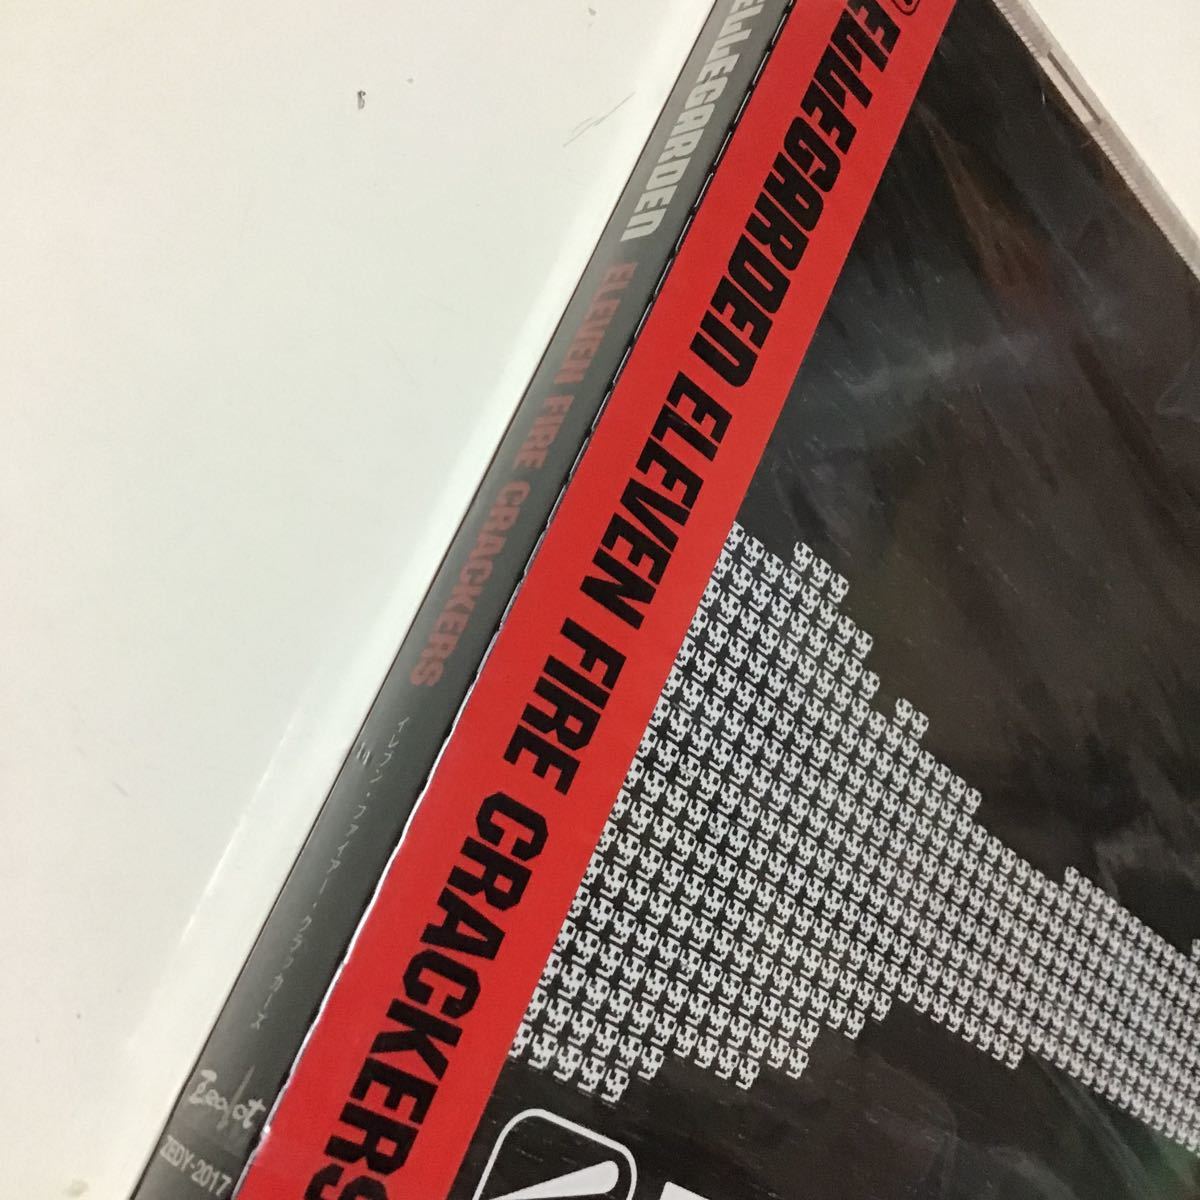 ELLEGARDEN
ELEVEN FIRE CRACKERS
イレブン・ファイヤー・クラッカーズ
Zealot
ZEDY-2017
ELLEGARDEN ELEVEN FIRE CRACKERS